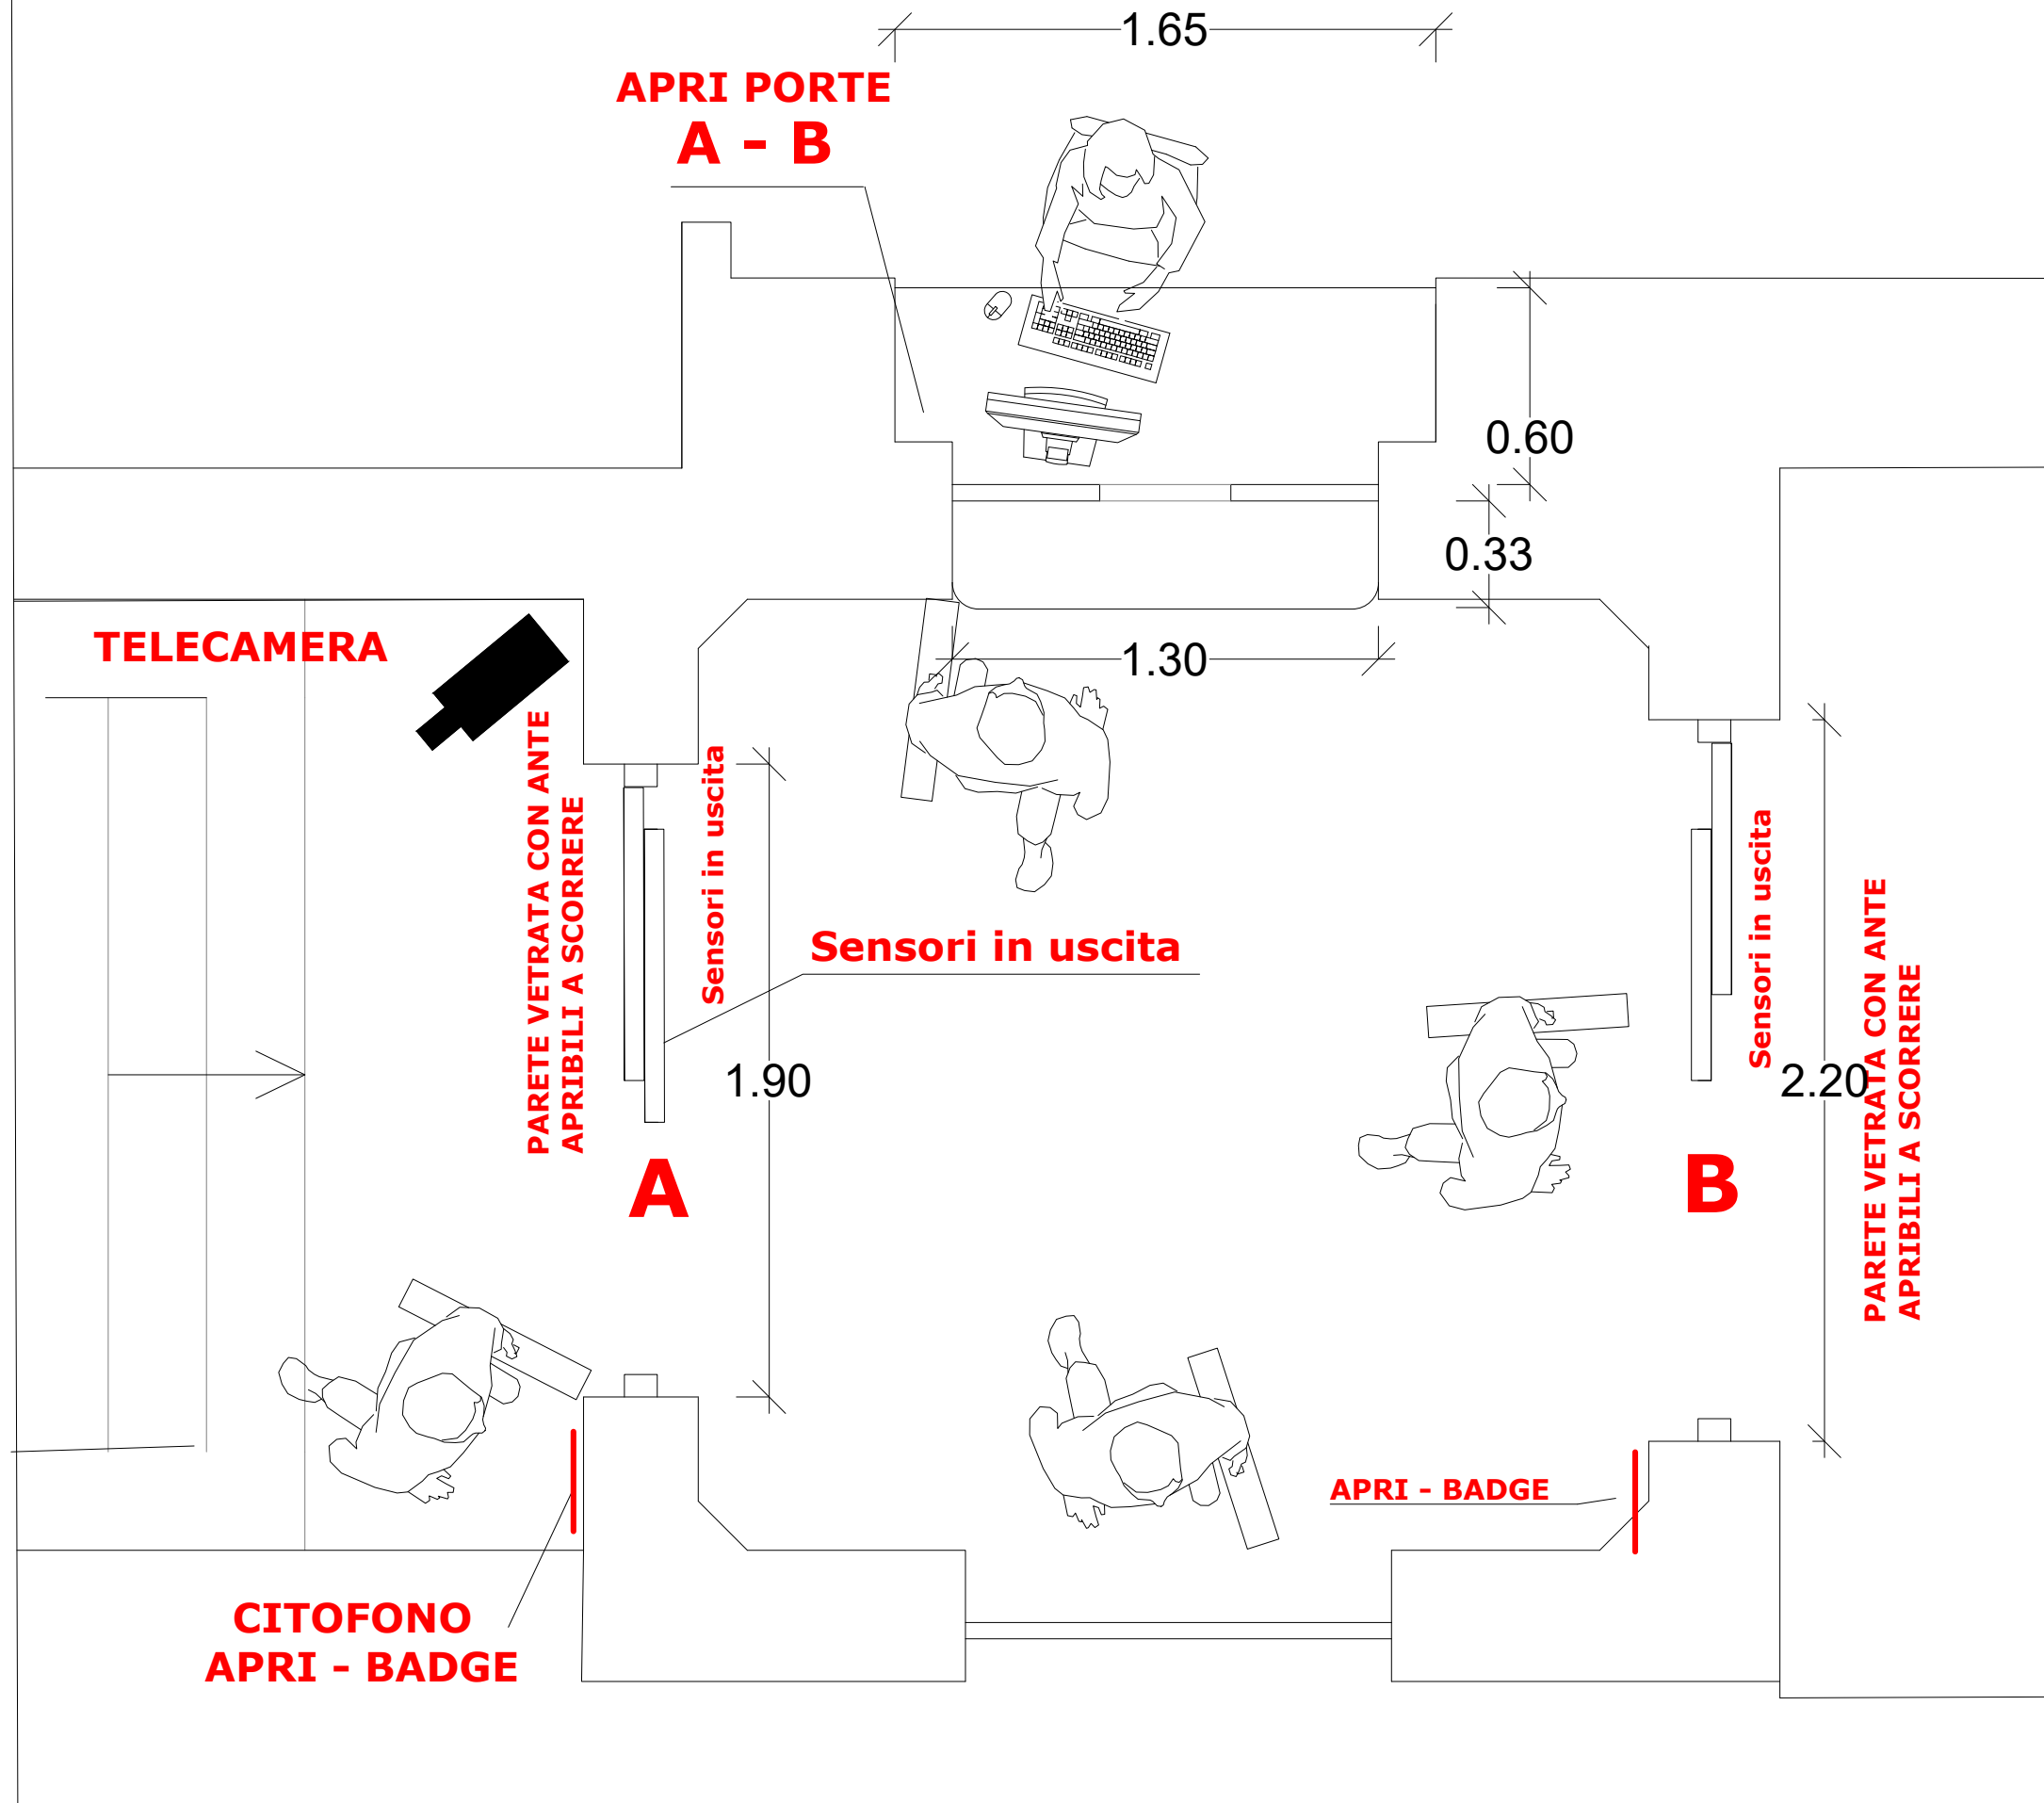 1.65
APRI PORTE
A - B
0.60
0.33
TELECAMERA
1.30
PARETE VETRATA CON ANTE
APRIBILI A SCORRERE
Sensori in uscita
Sensori in uscita
1.90
A
Sensori in uscita
2.20
PARETE VETRATA CON ANTE
APRIBILI A SCORRERE
B
APRI - BADGE
CITOFONO
APRI - BADGE